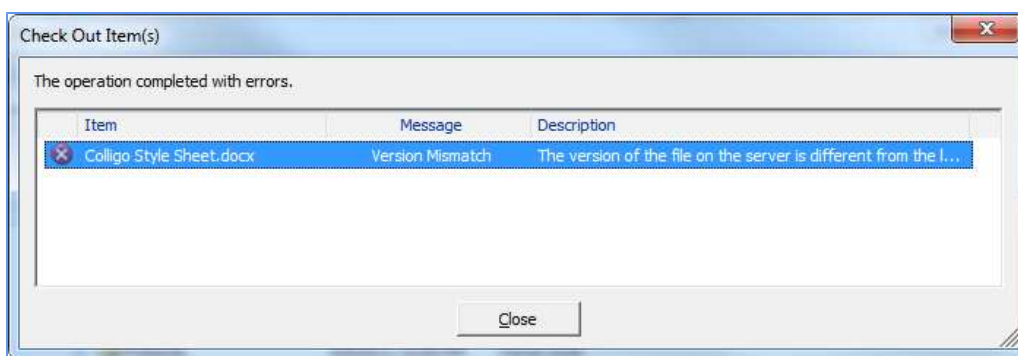 Check Out Item(s)
The operation completed with errors.
Item Message Description
Colligo Style Sheet.docx Version Mismatch The version of the file on the server is different from the l...
Close